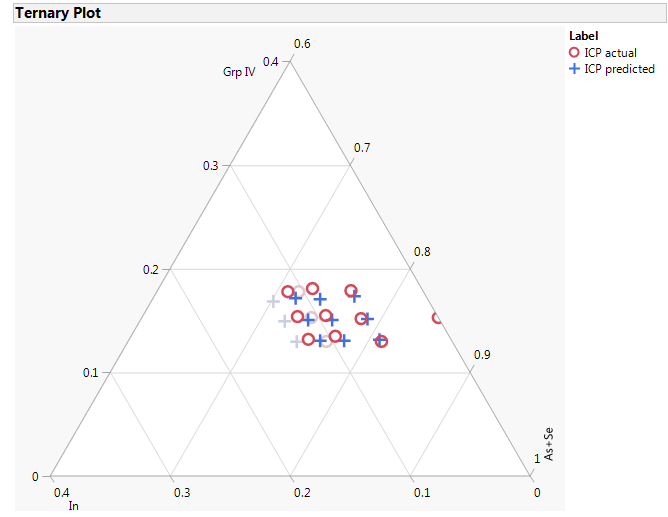 Ternary Plot
Label
ICP actual
ICP predicted
0.6
0.4
Grp IV
0.7
0.3
0.8
0.2
0.9
0.1
1
As+Se
0
0.4
0.3
0.2
0.1
0
In